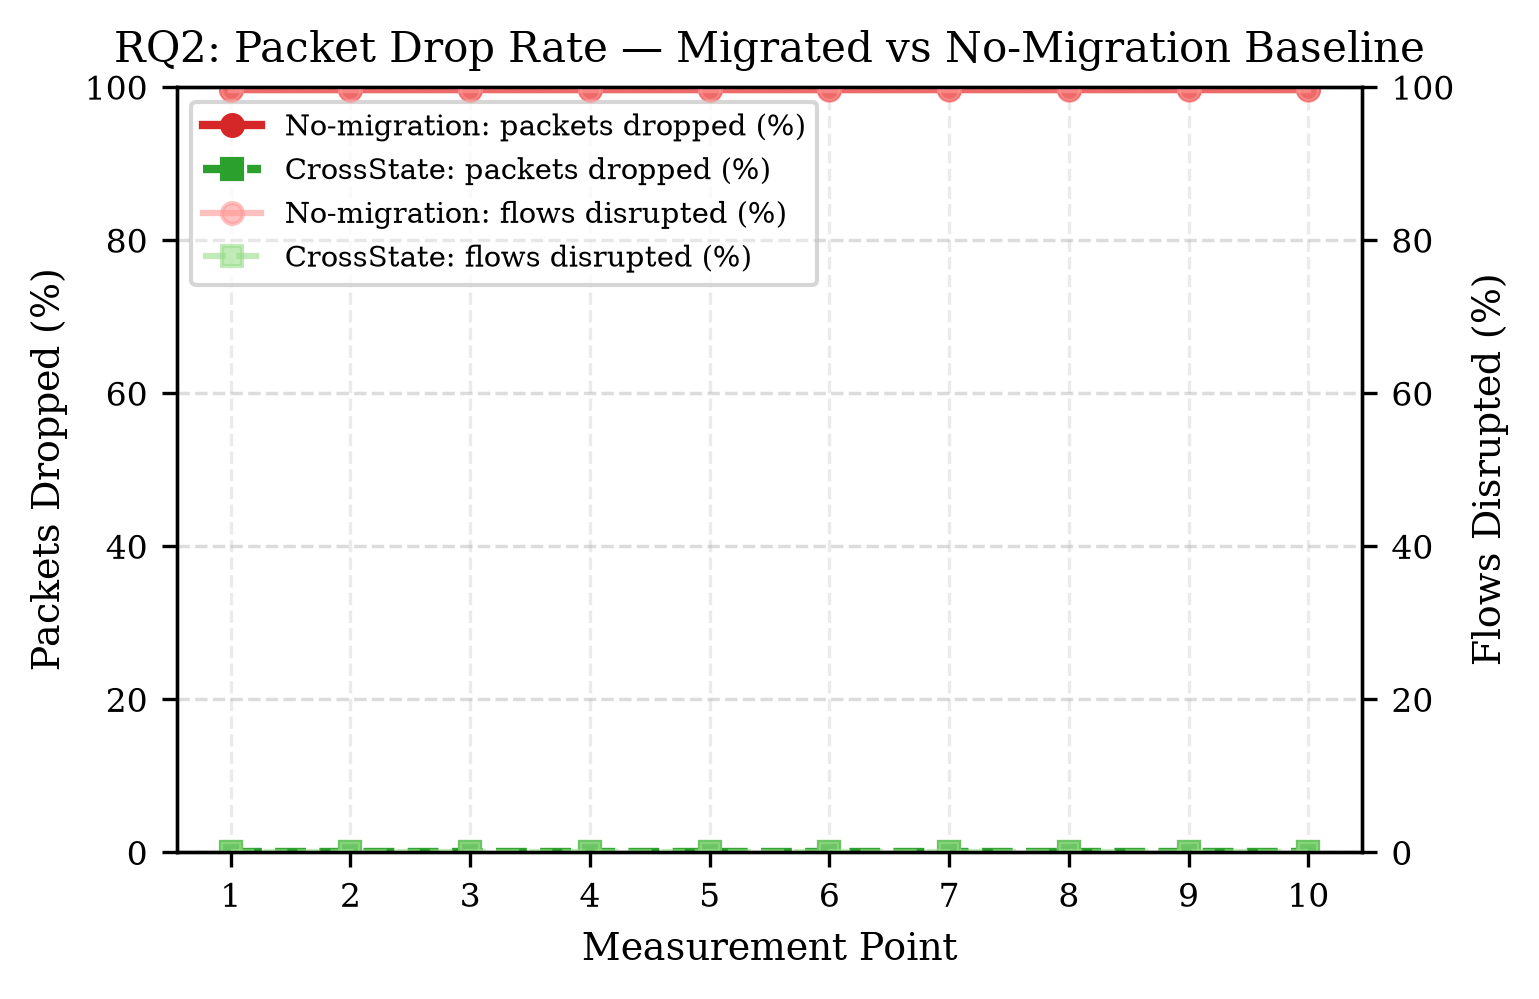 RQ2: Packet Drop Rate — Migrated vs No-Migration Baseline
No-migration: packets dropped (%)
CrossState: packets dropped (%)
No-migration: flows disrupted (%)
CrossState: flows disrupted (%)
Packets Dropped (%)
100
80
60
40
20
0
Flows Disrupted (%)
100
80
60
40
20
0
1 2 3 4 5 6 7 8 9 10
Measurement Point